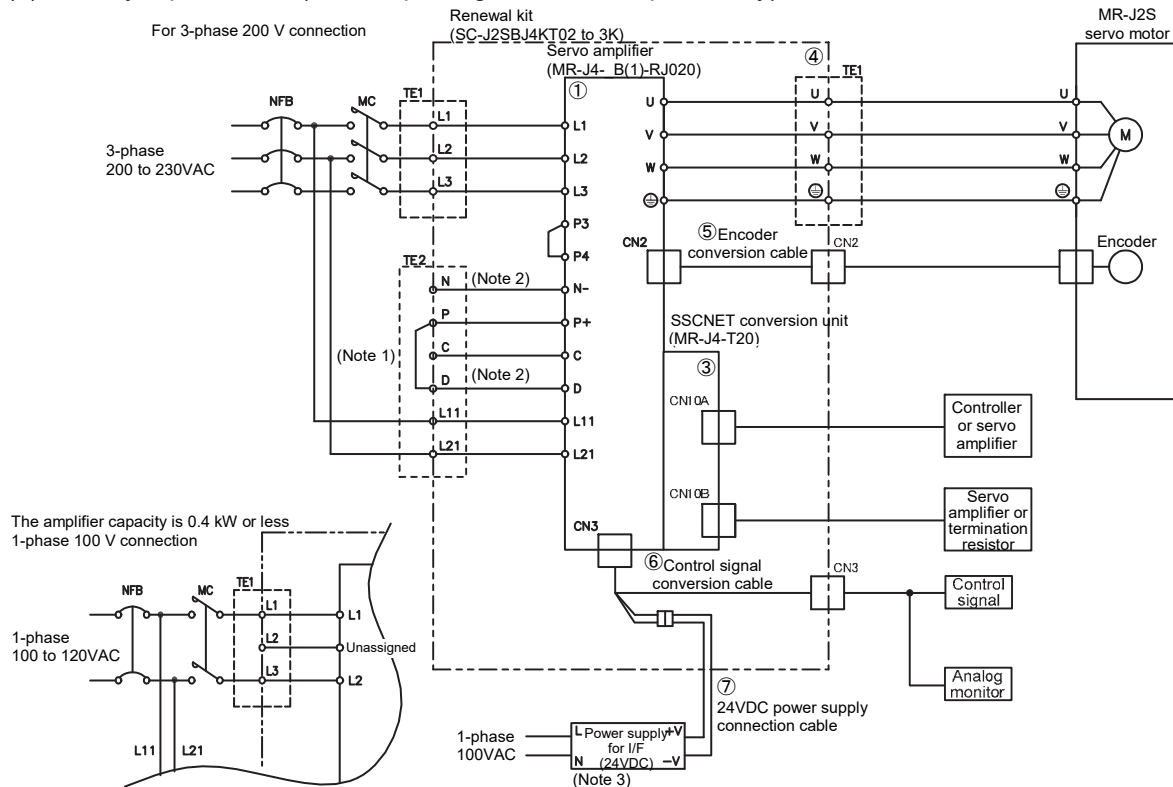 Renewal kit
(SC-J2SBJ4KT02 to 3K)
MR-J2S
servo motor
For 3-phase 200 V connection
Servo amplifier
(MR-J4-_B(1)-RJ020)
①
④
TE1
NFB
MC
TE1
U
U
U
L1
L1
V
V
V
M
3-phase
200 to 230VAC
L2
L2
W
W
W
L3
L3
P3
P4
CN2
⑤Encoder
conversion cable
CN2
Encoder
TE2
N
(Note 2)
N-
P
P+
SSCNET conversion unit
(MR-J4-T20)
(Note 1)
C
C
③
D
(Note 2)
D
CN10A
Controller
or servo
amplifier
L11
L11
L21
L21
CN10B
Servo
amplifier or
termination
resistor
The amplifier capacity is 0.4 kW or less
1-phase 100 V connection
CN3
⑥Control signal
conversion cable
CN3
Control
signal
NFB
MC
TE1
L1
L1
1-phase
100 to 120VAC
L2
Unassigned
L3
L2
Analog
monitor
⑦
24VDC power supply
connection cable
L11
L21
1-phase
100VAC
L
Power supply
for I/F
(24VDC)
+V
N
-V
(Note 3)